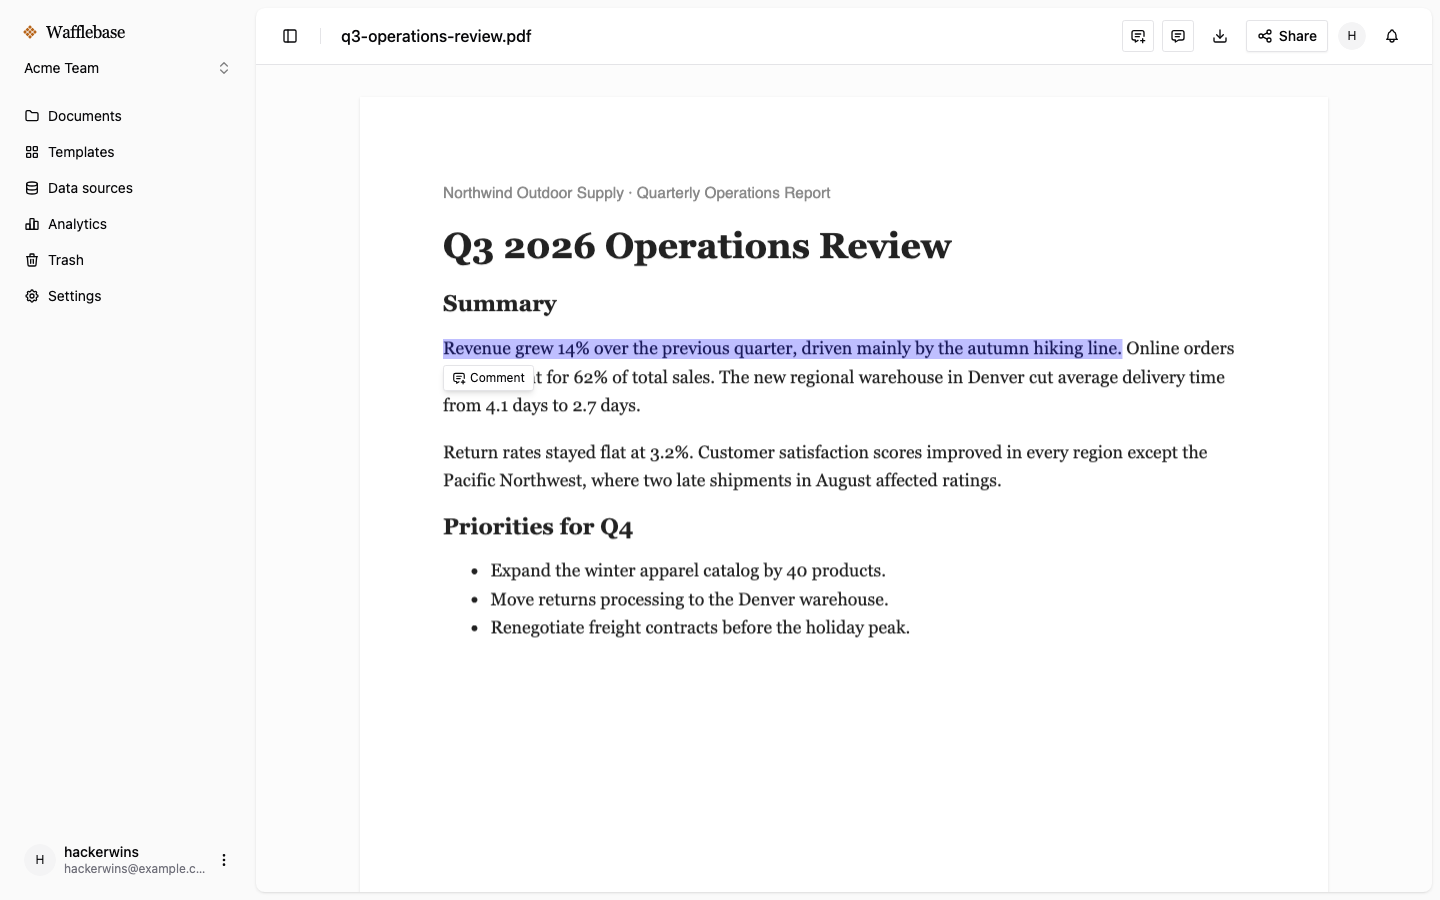 Wafflebase
Acme Team
Documents
Templates
Data sources
Analytics
Trash
Settings
H
hackerwins
hackerwins@example.c...
q3-operations-review.pdf
Share
H
Northwind Outdoor Supply · Quarterly Operations Report
Q3 2026 Operations Review
Summary
Revenue grew 14% over the previous quarter, driven mainly by the autumn hiking line. Online orders
Comment
t for 62% of total sales. The new regional warehouse in Denver cut average delivery time
from 4.1 days to 2.7 days.
Return rates stayed flat at 3.2%. Customer satisfaction scores improved in every region except the
Pacific Northwest, where two late shipments in August affected ratings.
Priorities for Q4
• Expand the winter apparel catalog by 40 products.
• Move returns processing to the Denver warehouse.
• Renegotiate freight contracts before the holiday peak.